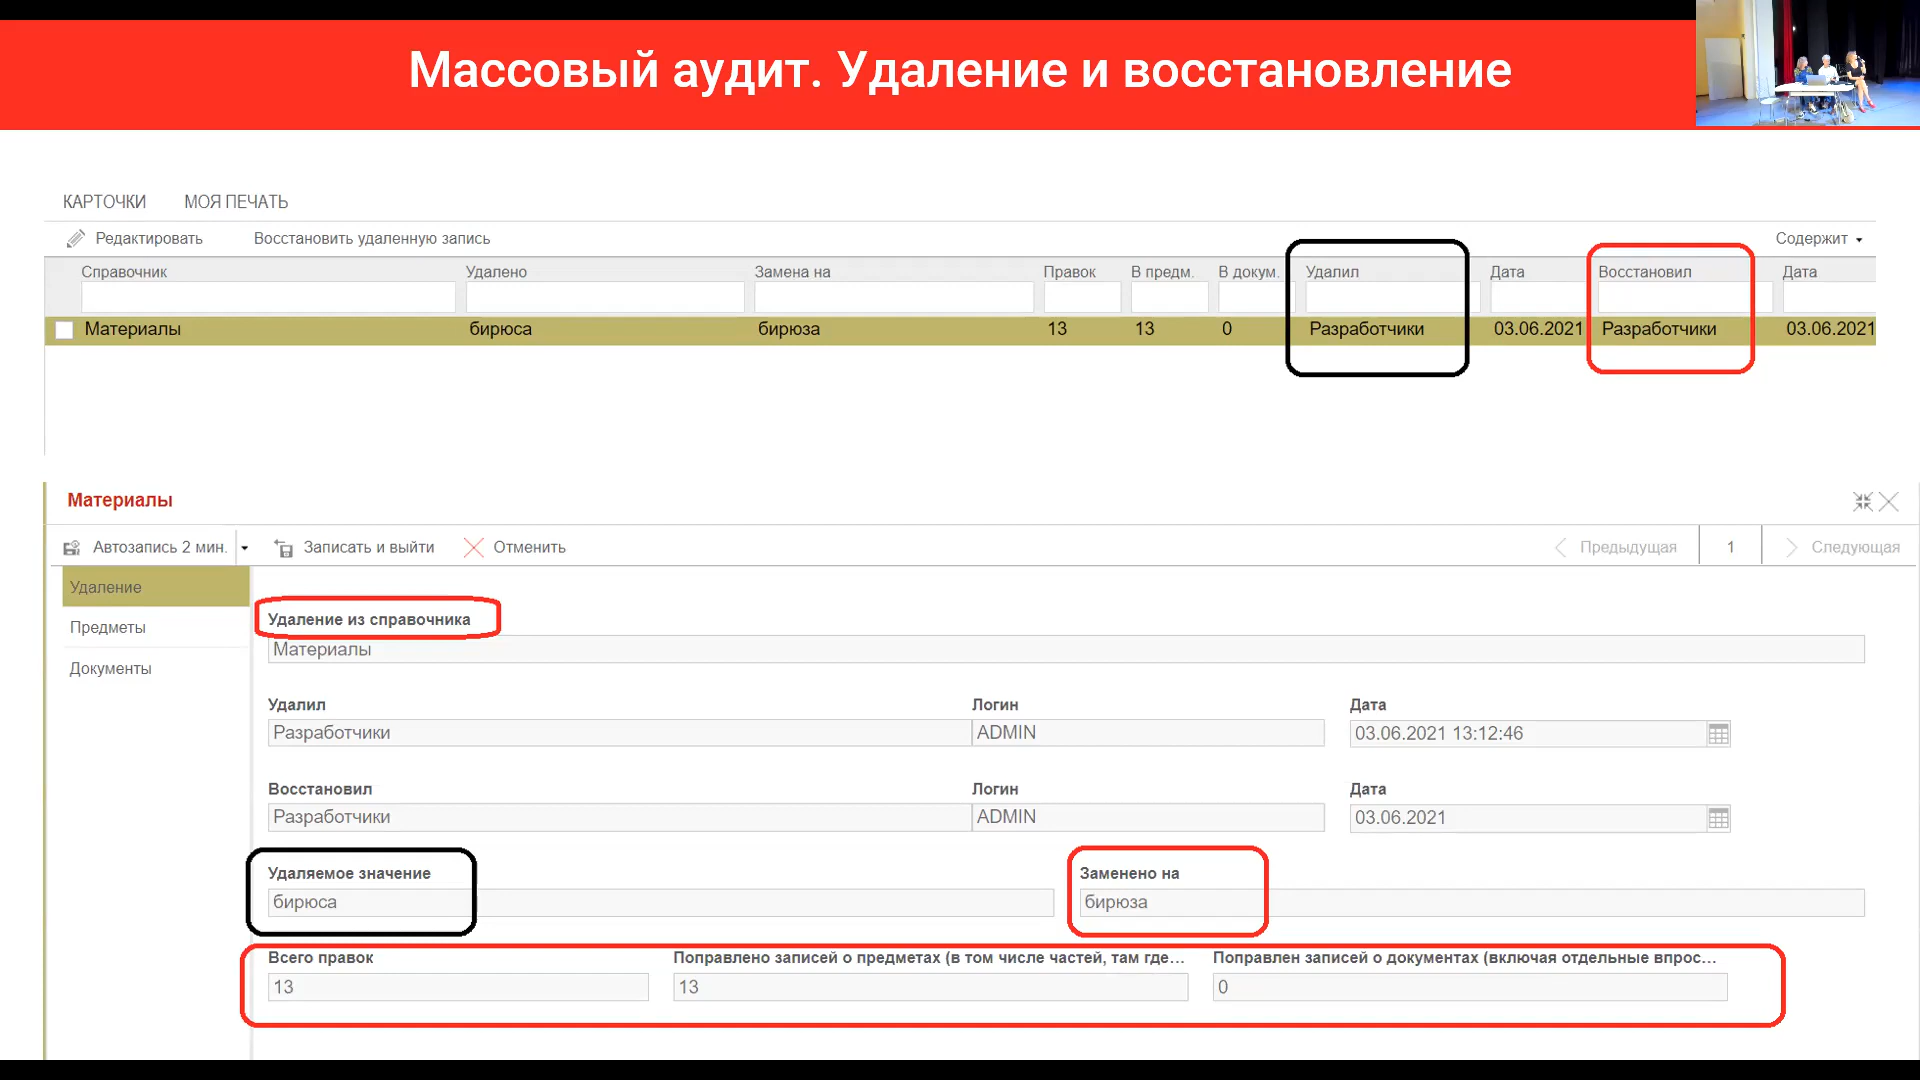 Массовый аудит. Удаление и восстановление
КАРТОЧКИ МОЯ ПЕЧАТЬ
Редактировать Восстановить удаленную запись Содержит
Справочник Удалено Замена на Правок В предм. В докум. Удалил Дата Восстановил Дата
Материалы бирюса бирюза 13 13 0 Разработчики 03.06.2021 Разработчики 03.06.2021
Материалы
Автозапись 2 мин. Записать и выйти Отменить Предыдущая 1 Следующая
Удаление
Предметы
Документы
Удаление из справочника
Материалы
Удалил Логин Дата
Разработчики ADMIN 03.06.2021 13:12:46
Восстановил Логин Дата
Разработчики ADMIN 03.06.2021
Удаляемое значение Заменено на
бирюса бирюза
Всего правок Поправлено записей о предметах (в том числе частей, там где... Поправлен записей о документах (включая отдельные впрос...
13 13 0